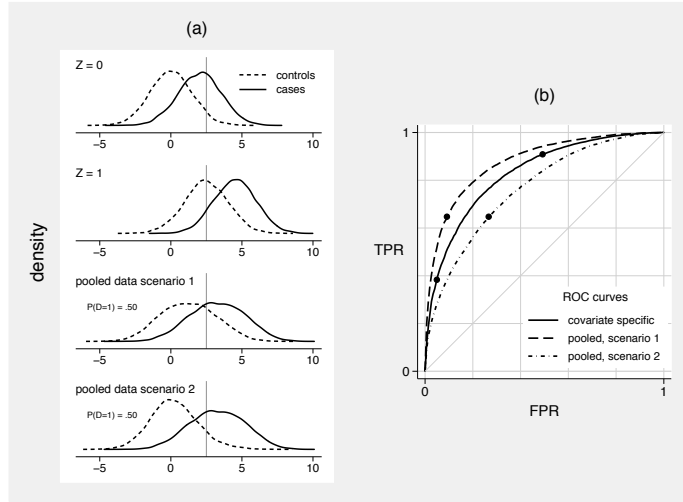 (a)
density
Z = 0
controls
cases
−5 0 5 10
Z = 1
−5 0 5 10
pooled data scenario 1
P(D=1) = .50
−5 0 5 10
pooled data scenario 2
P(D=1) = .50
−5 0 5 10
(b)
1
TPR
0
ROC curves
covariate specific
pooled, scenario 1
pooled, scenario 2
0 1
FPR